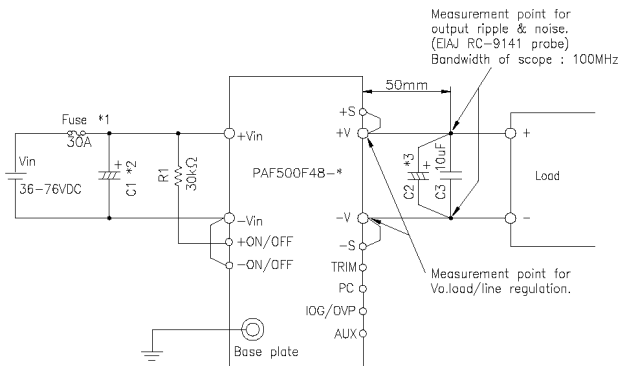 Measurement point for
output ripple & noise.
(EIAJ RC-9141 probe)
Bandwidth of scope : 100MHz
50mm
Fuse *1
30A
Vin
36-76VDC
C1 *2
R1
30kΩ
+Vin
PAF500F48-*
-Vin
+ON/OFF
-ON/OFF
+S
+V
-V
-S
TRIM
PC
IOG/OVP
AUX
C2 *3
C3 10uF
+
Load
-
Measurement point for
Vo.load/line regulation.
Base plate